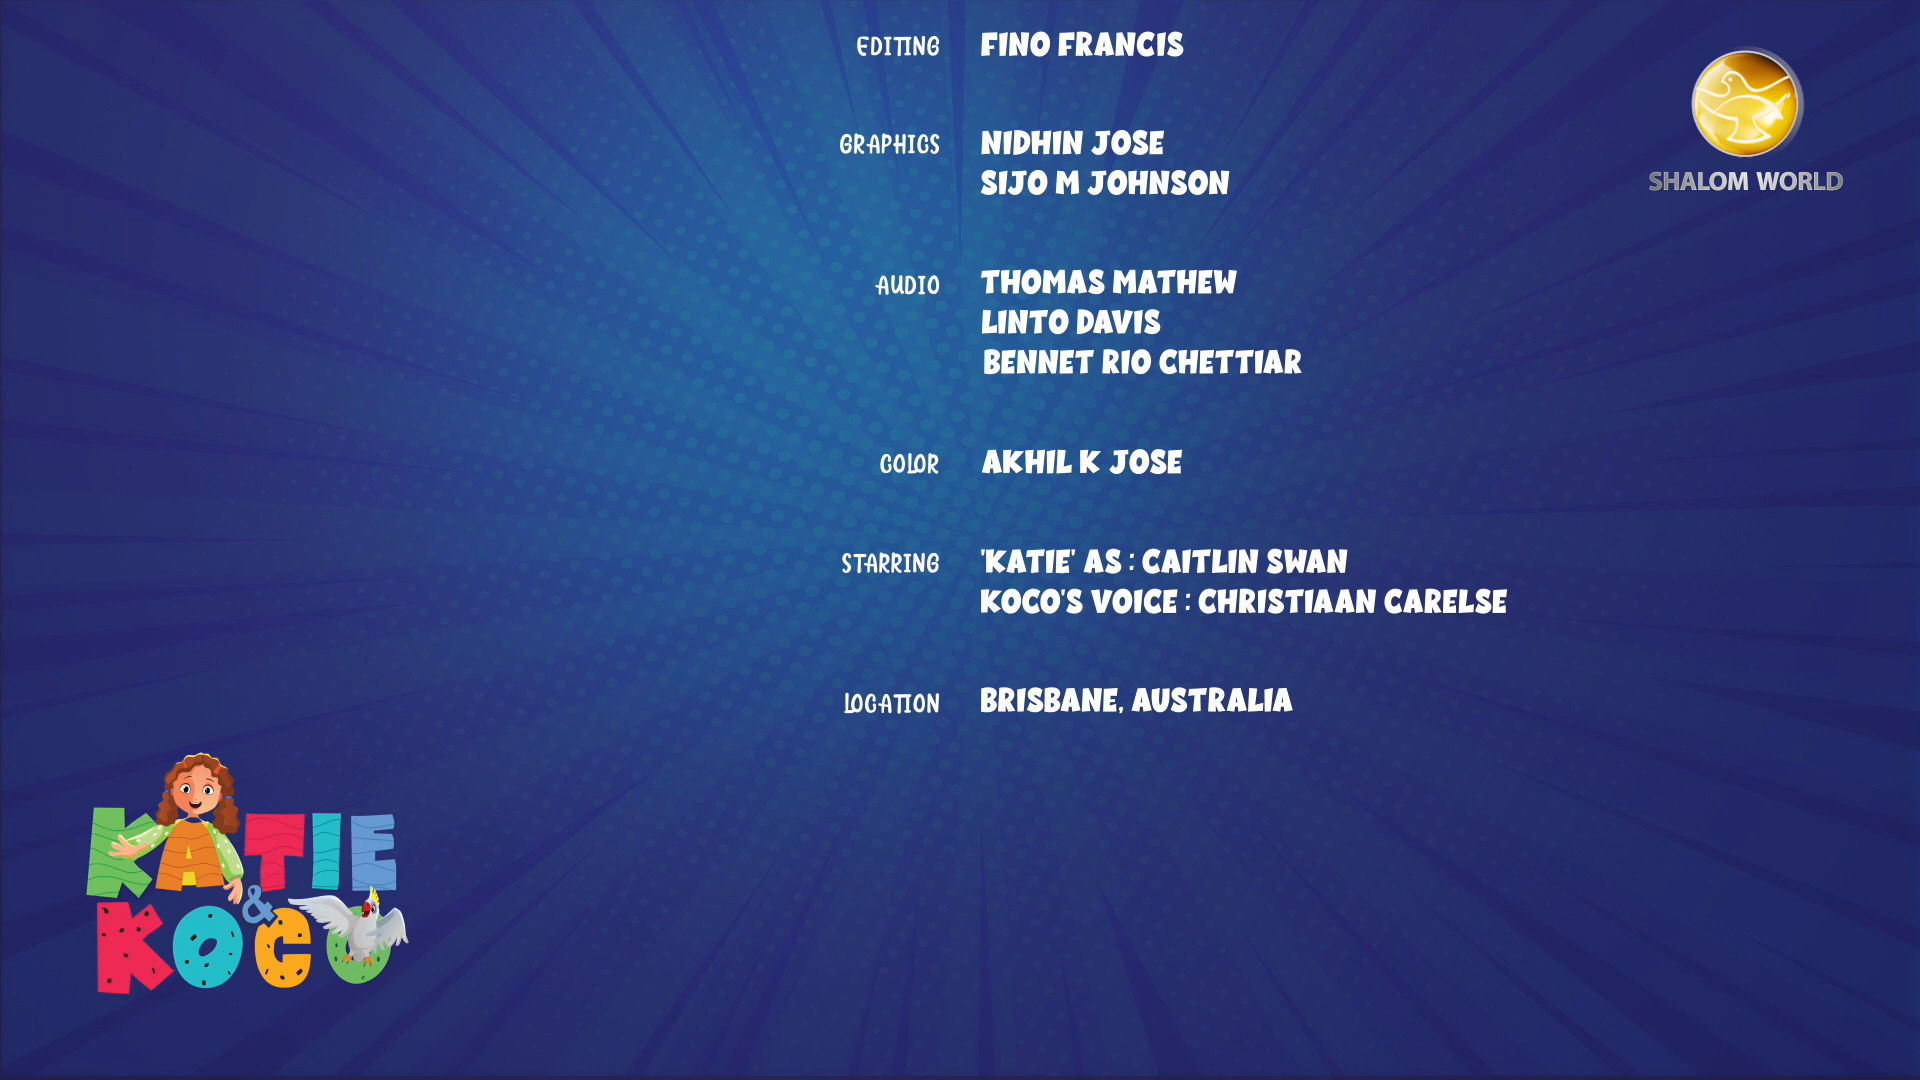 EDITING FINO FRANCIS
GRAPHICS NIDHIN JOSE
SIJO M JOHNSON
AUDIO THOMAS MATHEW
LINTO DAVIS
BENNET RIO CHETTIAR
COLOR AKHIL K JOSE
STARRING 'KATIE' AS : CAITLIN SWAN
KOCO'S VOICE : CHRISTIAAN CARELSE
LOCATION BRISBANE, AUSTRALIA
SHALOM WORLD
KATIE
&
KOCO